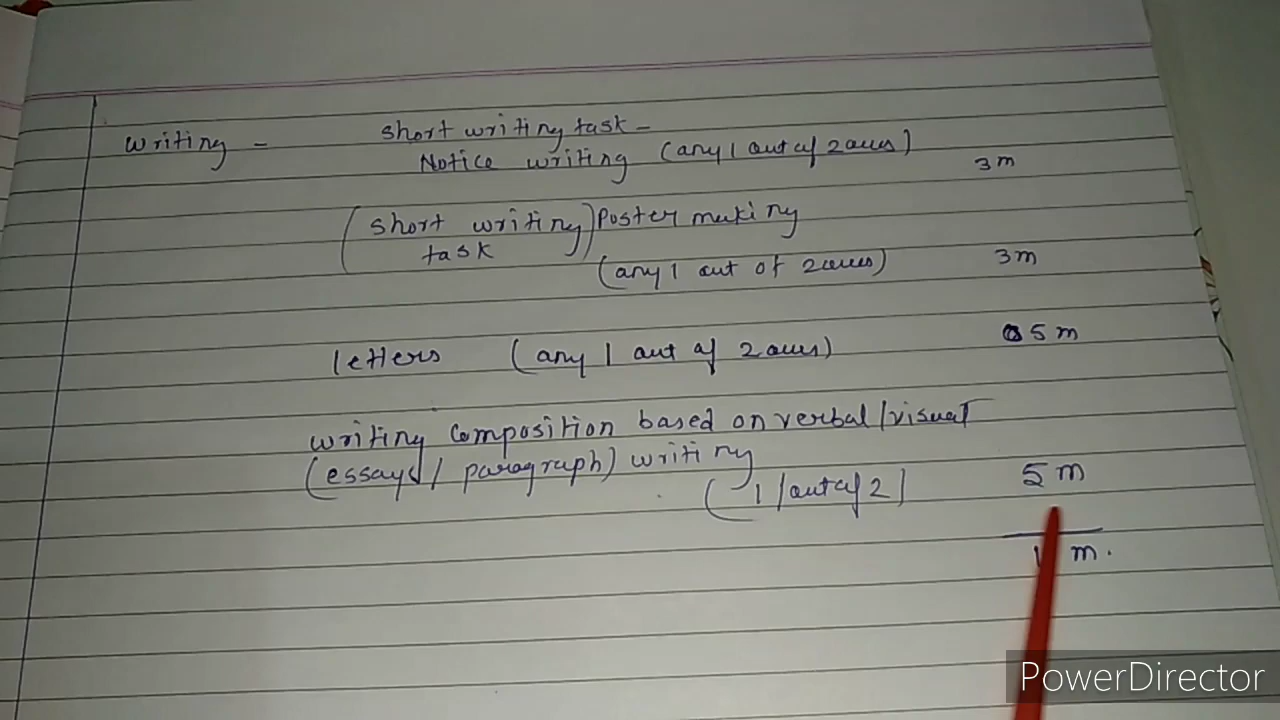 writing - short writing task -
Notice writing (any 1 out of 2 ques)
3m
(short writing task) Poster making
(any 1 out of 2 ques) 3m
letters (any 1 out of 2 ques) 05 m
writing composition based on verbal/visual
(essays / paragraph) writing
(1 / out of 2) 5 m
m.
PowerDirector